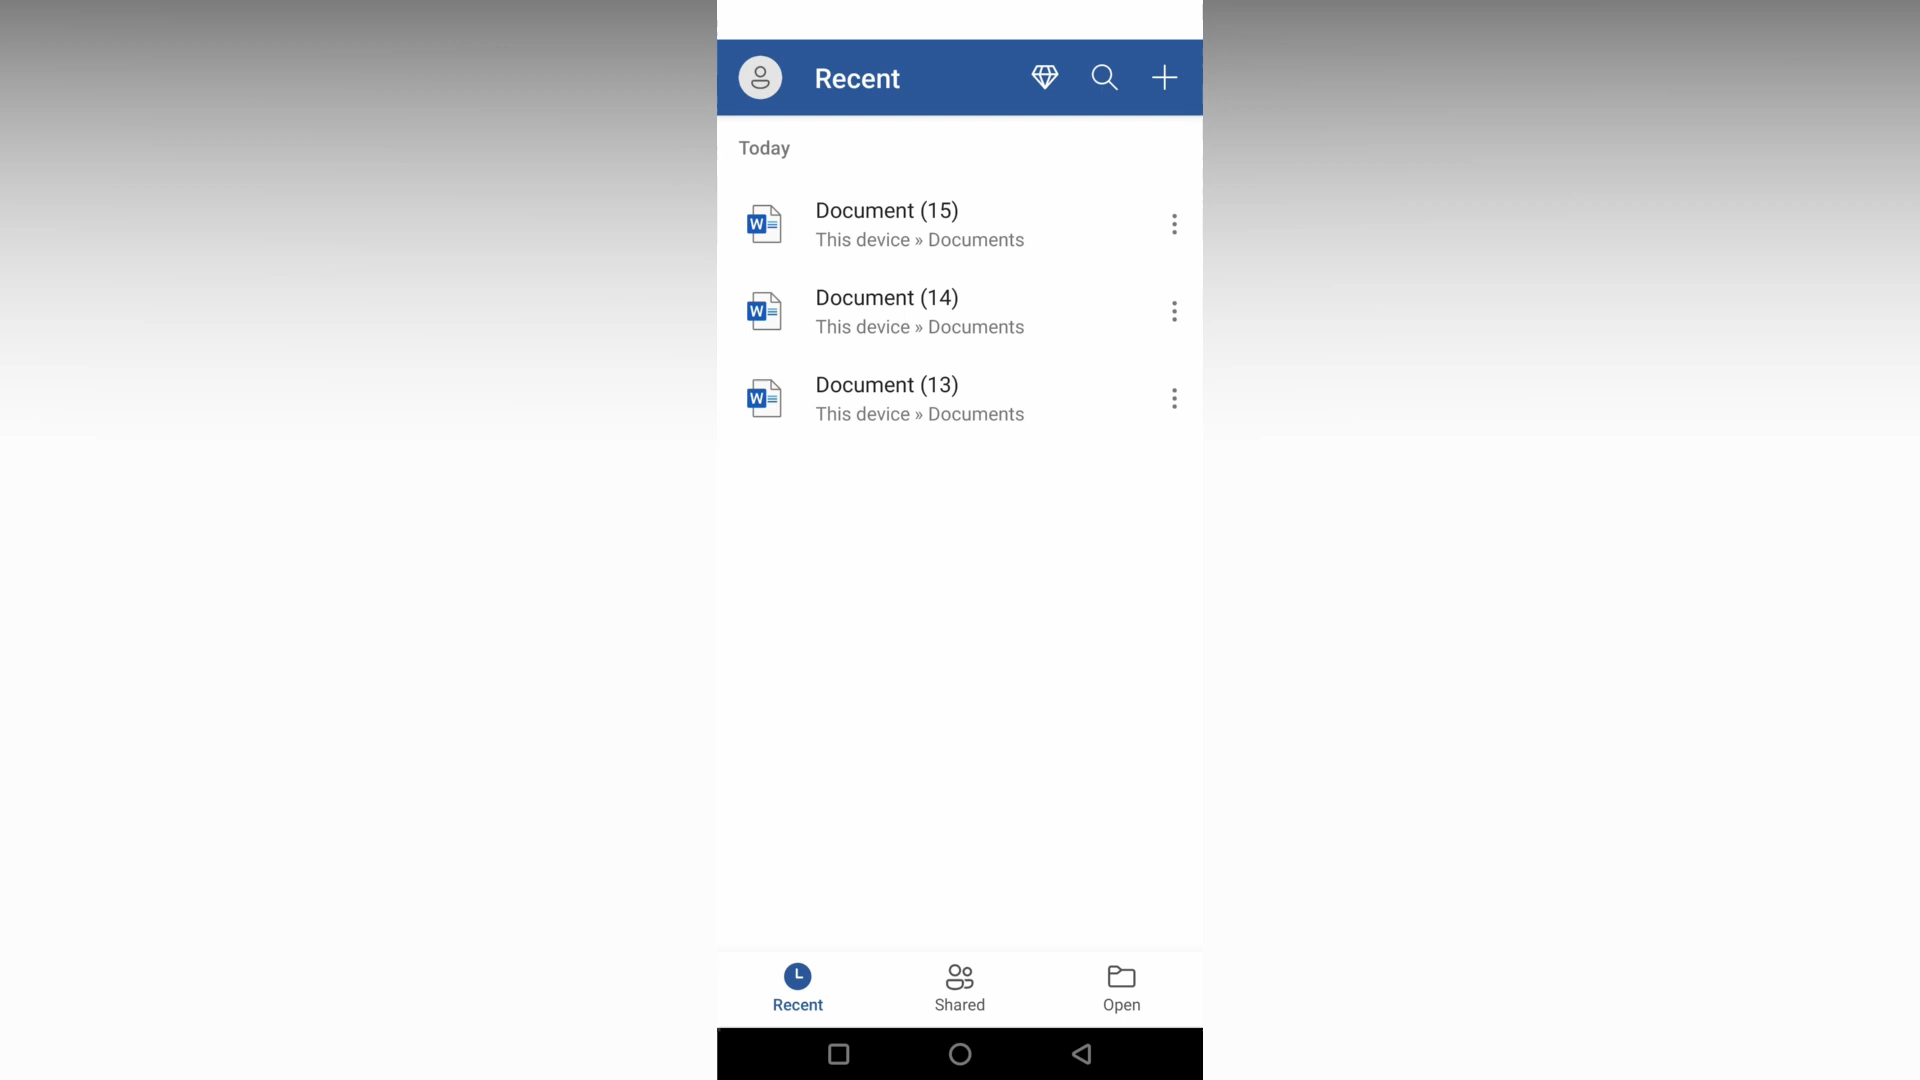 Recent
Today
Document (15)
This device » Documents
Document (14)
This device » Documents
Document (13)
This device » Documents
Recent
Shared
Open